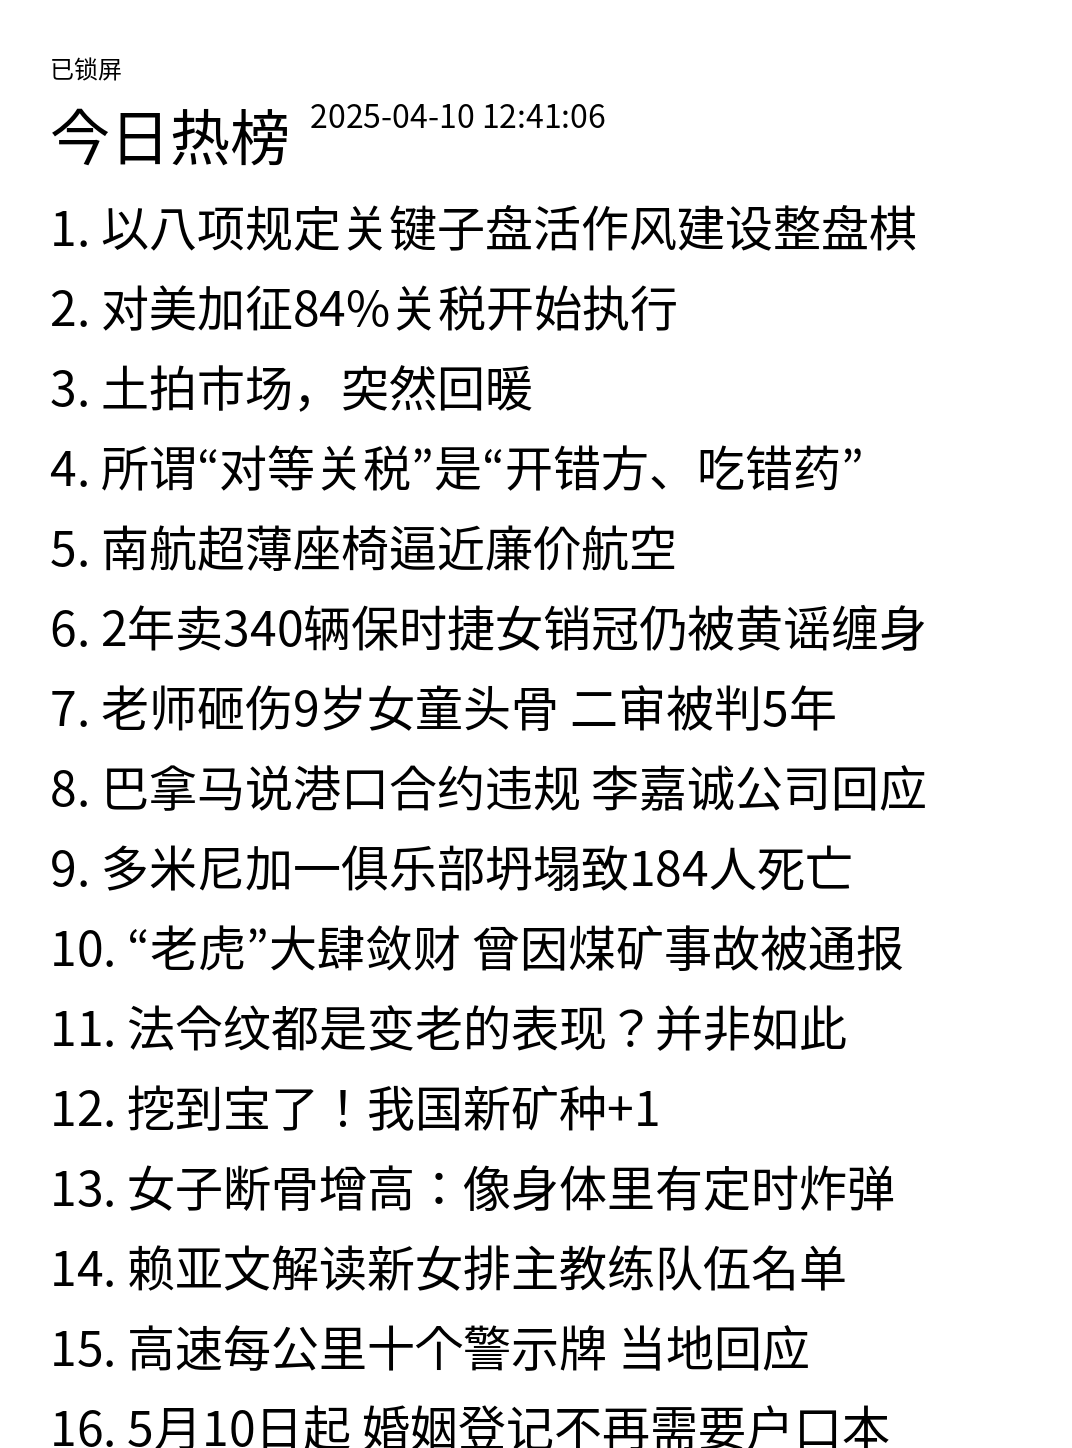 已锁屏
今日热榜 2025-04-10 12:41:06
1. 以八项规定关键子盘活作风建设整盘棋
2. 对美加征84%关税开始执行
3. 土拍市场，突然回暖
4. 所谓“对等关税”是“开错方、吃错药”
5. 南航超薄座椅逼近廉价航空
6. 2年卖340辆保时捷女销冠仍被黄谣缠身
7. 老师砸伤9岁女童头骨 二审被判5年
8. 巴拿马说港口合约违规 李嘉诚公司回应
9. 多米尼加一俱乐部坍塌致184人死亡
10. “老虎”大肆敛财 曾因煤矿事故被通报
11. 法令纹都是变老的表现？并非如此
12. 挖到宝了！我国新矿种+1
13. 女子断骨增高：像身体里有定时炸弹
14. 赖亚文解读新女排主教练队伍名单
15. 高速每公里十个警示牌 当地回应
16. 5月10日起 婚姻登记不再需要户口本